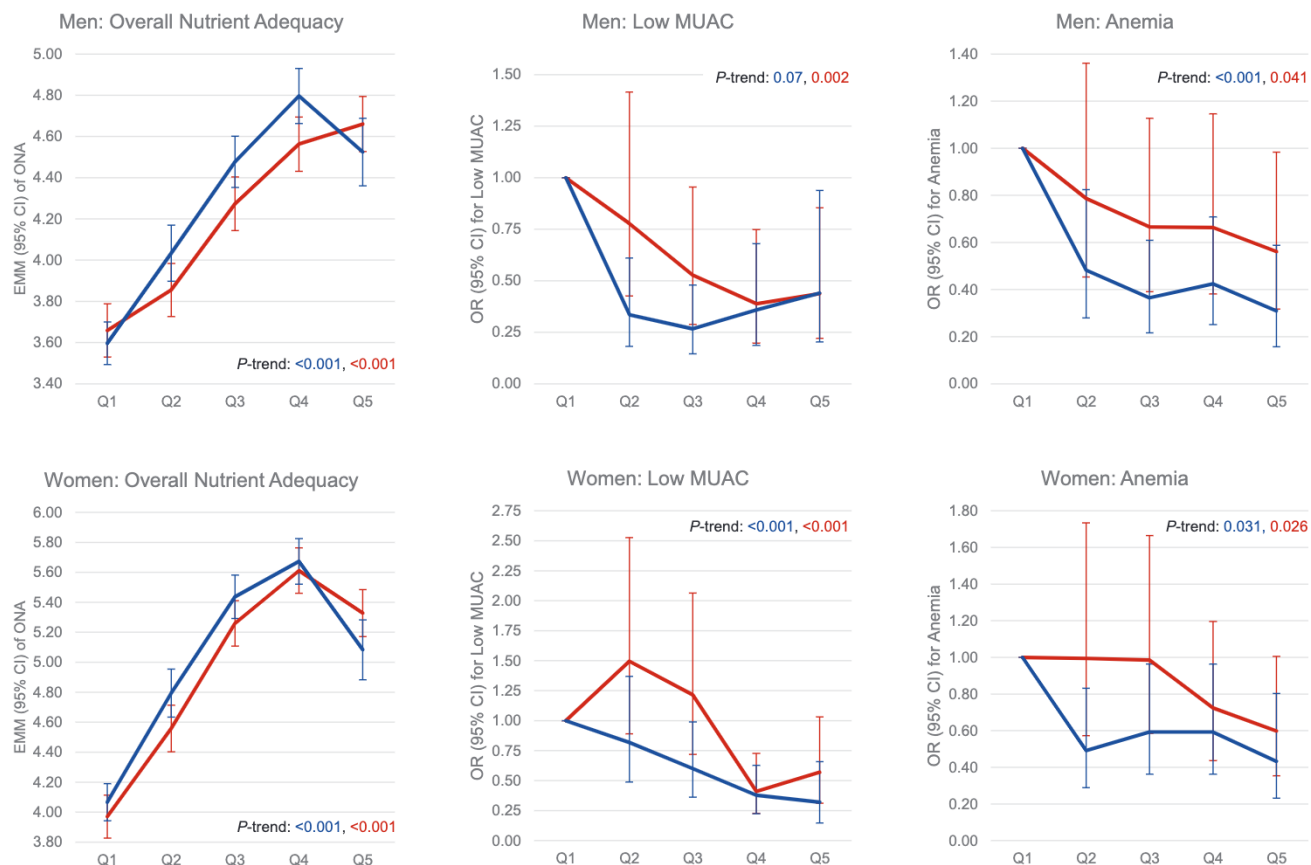 Men: Overall Nutrient Adequacy
5.00
4.80
4.60
4.40
4.20
4.00
3.80
3.60
3.40
EMM (95% CI) of ONA
P-trend: <0.001, <0.001
Q1 Q2 Q3 Q4 Q5
Men: Low MUAC
1.50
1.25
1.00
0.75
0.50
0.25
0.00
OR (95% CI) for Low MUAC
P-trend: 0.07, 0.002
Q1 Q2 Q3 Q4 Q5
Men: Anemia
1.40
1.20
1.00
0.80
0.60
0.40
0.20
0.00
OR (95% CI) for Anemia
P-trend: <0.001, 0.041
Q1 Q2 Q3 Q4 Q5
Women: Overall Nutrient Adequacy
6.00
5.80
5.60
5.40
5.20
5.00
4.80
4.60
4.40
4.20
4.00
3.80
EMM (95% CI) of ONA
P-trend: <0.001, <0.001
Q1 Q2 Q3 Q4 Q5
Women: Low MUAC
2.75
2.50
2.25
2.00
1.75
1.50
1.25
1.00
0.75
0.50
0.25
0.00
OR (95% CI) for Low MUAC
P-trend: <0.001, <0.001
Q1 Q2 Q3 Q4 Q5
Women: Anemia
1.80
1.60
1.40
1.20
1.00
0.80
0.60
0.40
0.20
0.00
OR (95% CI) for Anemia
P-trend: 0.031, 0.026
Q1 Q2 Q3 Q4 Q5